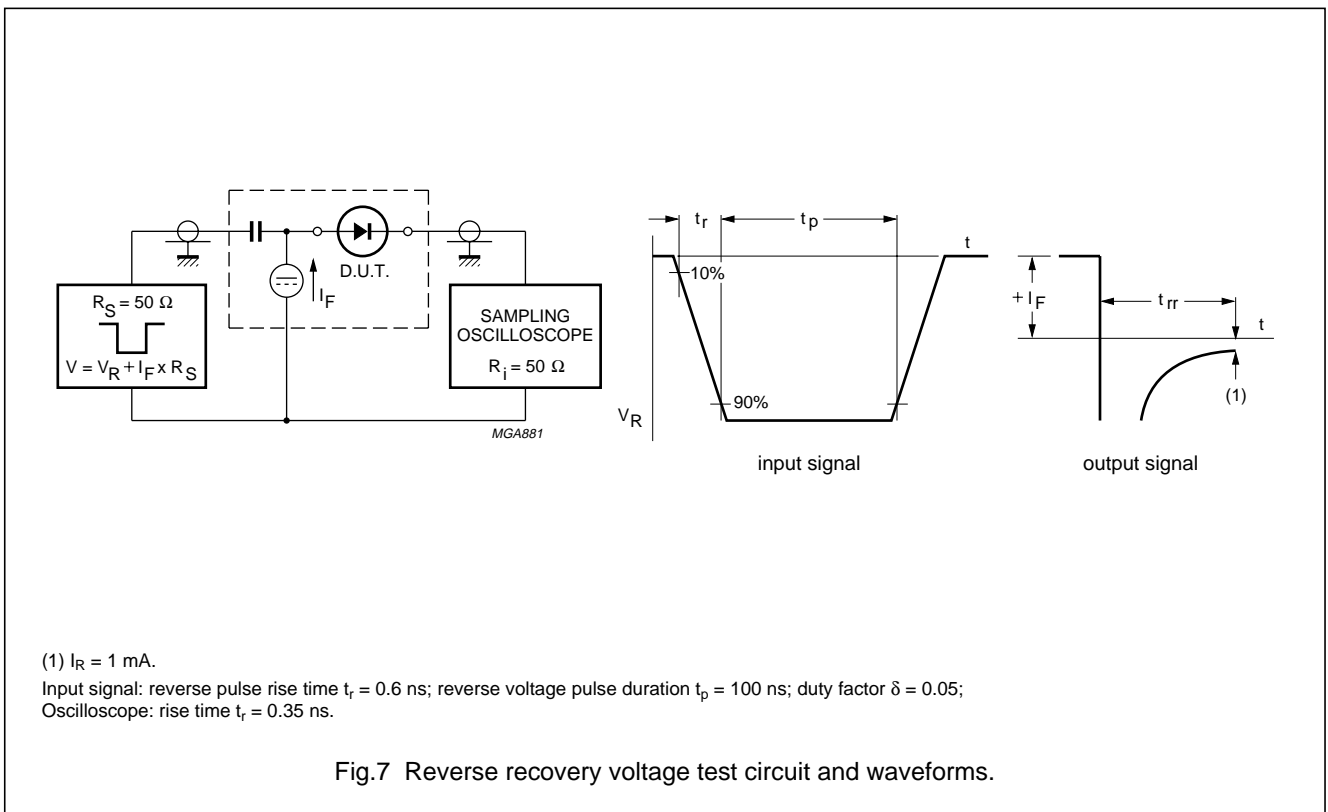 D.U.T.
I_F
R_S = 50 Ω
V = V_R + I_F x R_S
SAMPLING
OSCILLOSCOPE
R_i = 50 Ω
MGA881
t_r
t_p
t
10%
90%
V_R
input signal
+ I_F
t_rr
t
(1)
output signal
(1) I_R = 1 mA.
Input signal: reverse pulse rise time t_r = 0.6 ns; reverse voltage pulse duration t_p = 100 ns; duty factor δ = 0.05;
Oscilloscope: rise time t_r = 0.35 ns.
Fig.7 Reverse recovery voltage test circuit and waveforms.